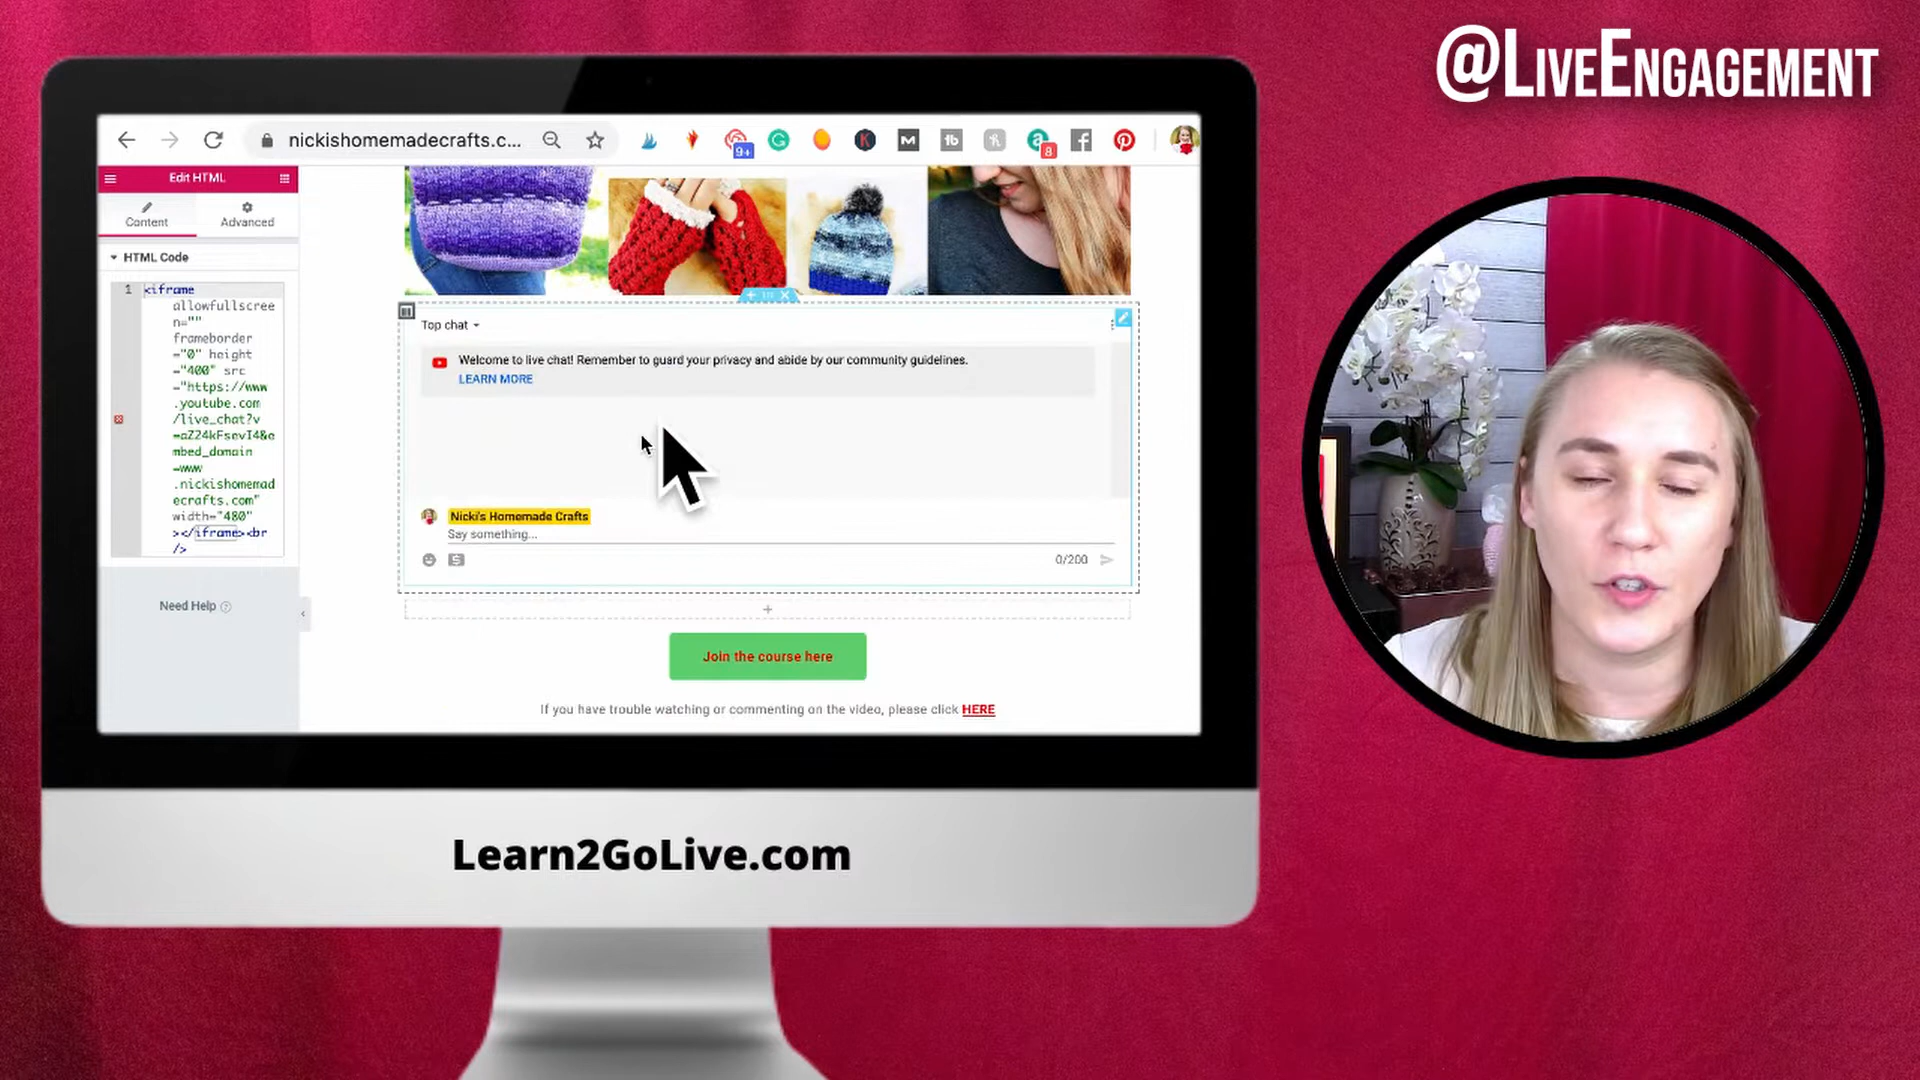 @LiveEngagement
nickishomemadecrafts.c...
9+
8
Edit HTML
Content
Advanced
HTML Code
1
<iframe
allowfullscree
n=""
frameborder
="0" height
="400" src
="https://www
.youtube.com
/live_chat?v
=aZ24kFsevI4&e
mbed_domain
=www
.nickishomemad
ecrafts.com"
width="480"
></iframe><br
/>
Need Help
Top chat
Welcome to live chat! Remember to guard your privacy and abide by our community guidelines.
LEARN MORE
Nicki's Homemade Crafts
Say something...
0/200
Join the course here
If you have trouble watching or commenting on the video, please click HERE
Learn2GoLive.com